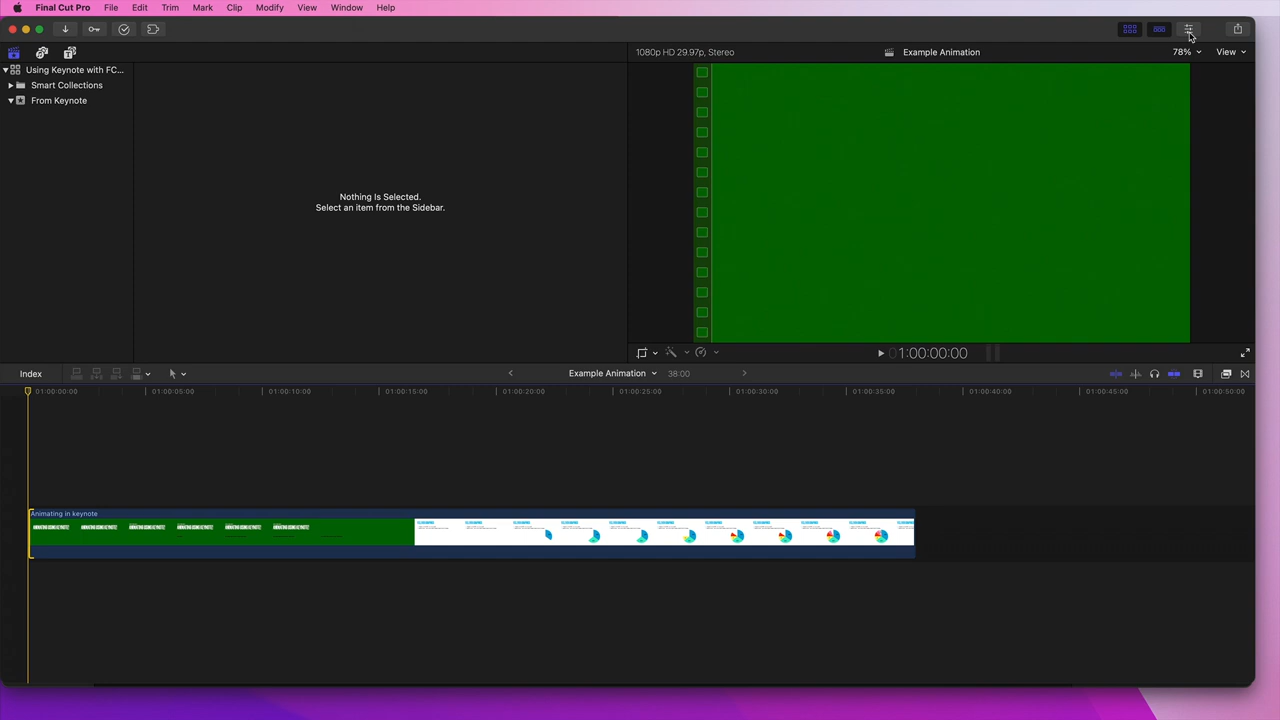 Final Cut Pro File Edit Trim Mark Clip Modify View Window Help
1080p HD 29.97p, Stereo Example Animation 78% View
Using Keynote with FC...
Smart Collections
From Keynote
Nothing Is Selected.
Select an item from the Sidebar.
1:00:00:00
Index Example Animation 38:00
01:00:00:00 01:00:05:00 01:00:10:00 01:00:15:00 01:00:20:00 01:00:25:00 01:00:30:00 01:00:35:00 01:00:40:00 01:00:45:00 01:00:50:00
Animating in keynote